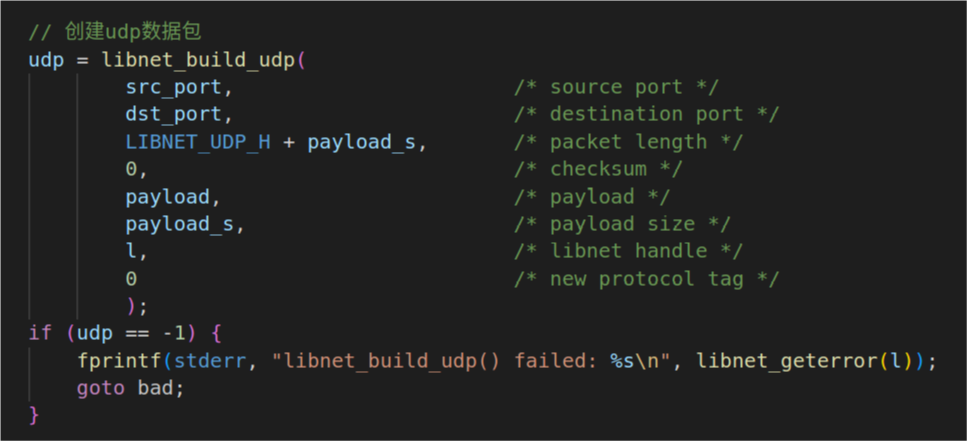 // 创建udp数据包
udp = libnet_build_udp(
src_port, /* source port */
dst_port, /* destination port */
LIBNET_UDP_H + payload_s, /* packet length */
0, /* checksum */
payload, /* payload */
payload_s, /* payload size */
l, /* libnet handle */
0 /* new protocol tag */
);
if (udp == -1) {
fprintf(stderr, "libnet_build_udp() failed: %s\n", libnet_geterror(l));
goto bad;
}